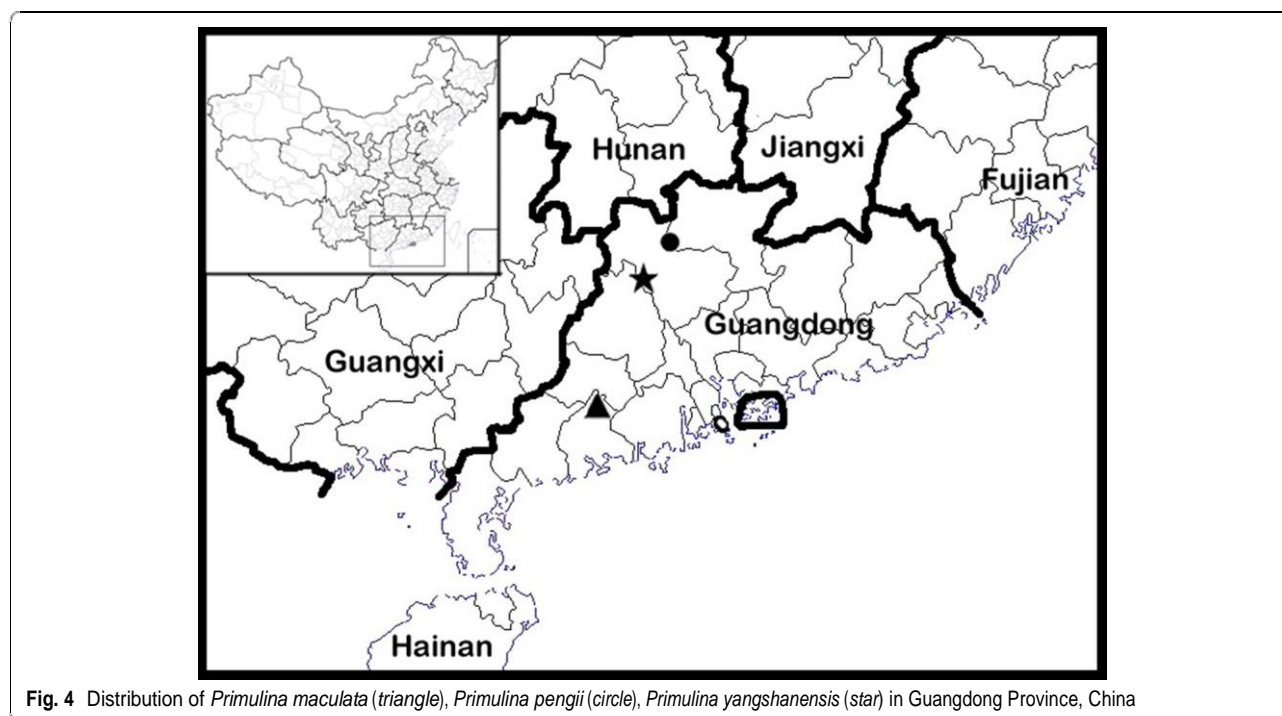 Hunan
Jiangxi
Fujian
Guangdong
Guangxi
Hainan
Fig. 4 Distribution of Primulina maculata (triangle), Primulina pengii (circle), Primulina yangshanensis (star) in Guangdong Province, China